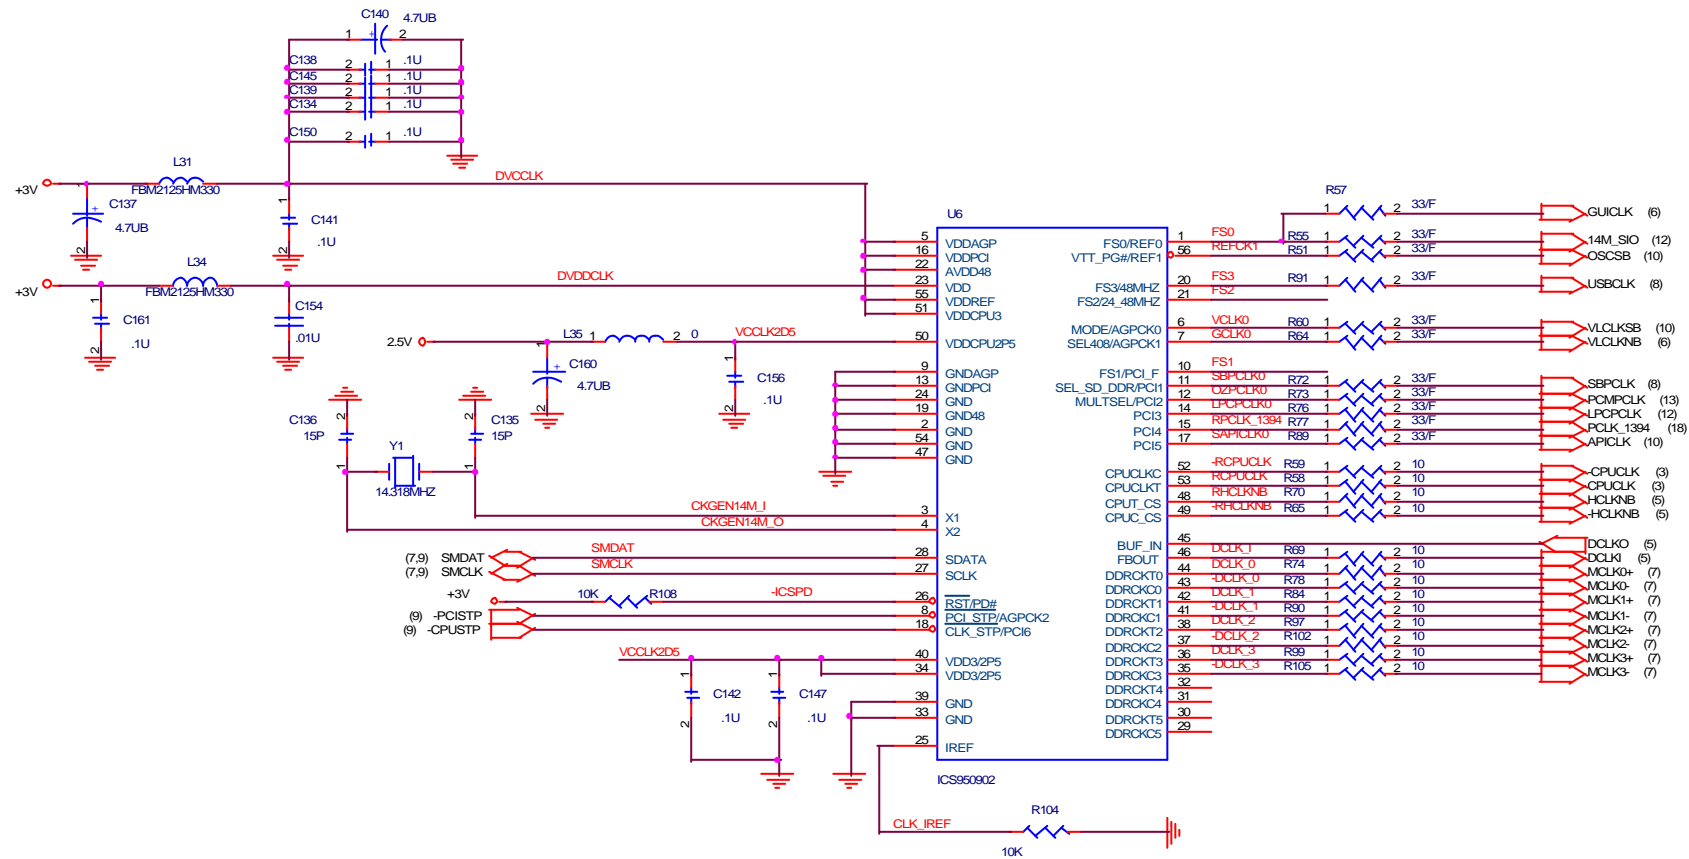 C140 4.7UB
1 + 2
C138 2 1 .1U
C145 2 1 .1U
C139 2 1 .1U
C134 2 1 .1U
C150 2 1 .1U
L31
+3V
FBM2125HM330
DVCCLK
1 + C137 4.7UB 2
1 C141 .1U 2
L34
+3V
FBM2125HM330
DVDDCLK
1 C161 .1U 2
C154 .01U 2
2.5V L35 1 2 0 VCCLK2D5
1 + C160 4.7UB 2
1 C156 .1U 2
2 C136 15P 1
2 C135 15P 1
Y1
14.318MHZ
CKGEN14M_I
CKGEN14M_O
(7,9) SMDAT SMDAT
(7,9) SMCLK SMCLK
+3V 10K R108 -ICSPD
(9) -PCISTP
(9) -CPUSTP
VCCLK2D5
1 C142 .1U 2
1 C147 .1U 2
CLK_IREF R104
10K
U6
5 VDDAGP
16 VDDPCI
22 AVDD48
23 VDD
55 VDDREF
51 VDDCPU3
50 VDDCPU2P5
9 GNDAGP
13 GNDPCI
24 GND
19 GND48
2 GND
54 GND
47 GND
3 X1
4 X2
28 SDATA
27 SCLK
26 RST/PD#
8 PCI_STP/AGPCK2
18 CLK_STP/PCI6
40 VDD3/2P5
34 VDD3/2P5
39 GND
33 GND
25 IREF
ICS950902
R57 1 2 33/F GUICLK (6)
FS0/REF0 1 FS0 R55 1 2 33/F 14M_SIO (12)
VTT_PG#/REF1 56 REFCK1 R51 1 2 33/F OSCSB (10)
FS3/48MHZ 20 FS3 R91 1 2 33/F USBCLK (8)
FS2/24_48MHZ 21 FS2
MODE/AGPCK0 6 VCLK0 R60 1 2 33/F VLCLKSB (10)
SEL408/AGPCK1 7 GCLK0 R64 1 2 33/F VLCLKNB (6)
FS1/PCI_F 10 FS1
SEL_SD_DDR/PCI1 11 SBPCLK0 R72 1 2 33/F SBPCLK (8)
MULTSEL/PCI2 12 OZPCLK0 R73 1 2 33/F PCMPCLK (13)
PCI3 14 LPCPCLK0 R76 1 2 33/F LPCPCLK (12)
PCI4 15 RPCLK_1394 R77 1 2 33/F PCLK_1394 (18)
PCI5 17 SAPICLK0 R89 1 2 33/F APICLK (10)
CPUCLKC 52 -RCPUCLK R59 1 2 10 -CPUCLK (3)
CPUCLKT 53 RCPUCLK R58 1 2 10 CPUCLK (3)
CPUT_CS 48 RHCLKNB R70 1 2 10 HCLKNB (5)
CPUC_CS 49 -RHCLKNB R65 1 2 10 -HCLKNB (5)
BUF_IN 45 DCLKO (5)
FBOUT 46 DCLK_I R69 1 2 10 DCLKI (5)
DDRCKT0 44 DCLK_0 R74 1 2 10 MCLK0+ (7)
DDRCKC0 43 -DCLK_0 R78 1 2 10 MCLK0- (7)
DDRCKT1 42 DCLK_1 R84 1 2 10 MCLK1+ (7)
DDRCKC1 41 -DCLK_1 R90 1 2 10 MCLK1- (7)
DDRCKT2 38 DCLK_2 R97 1 2 10 MCLK2+ (7)
DDRCKC2 37 -DCLK_2 R102 1 2 10 MCLK2- (7)
DDRCKT3 36 DCLK_3 R99 1 2 10 MCLK3+ (7)
DDRCKC3 35 -DCLK_3 R105 1 2 10 MCLK3- (7)
DDRCKT4 32
DDRCKC4 31
DDRCKT5 30
DDRCKC5 29